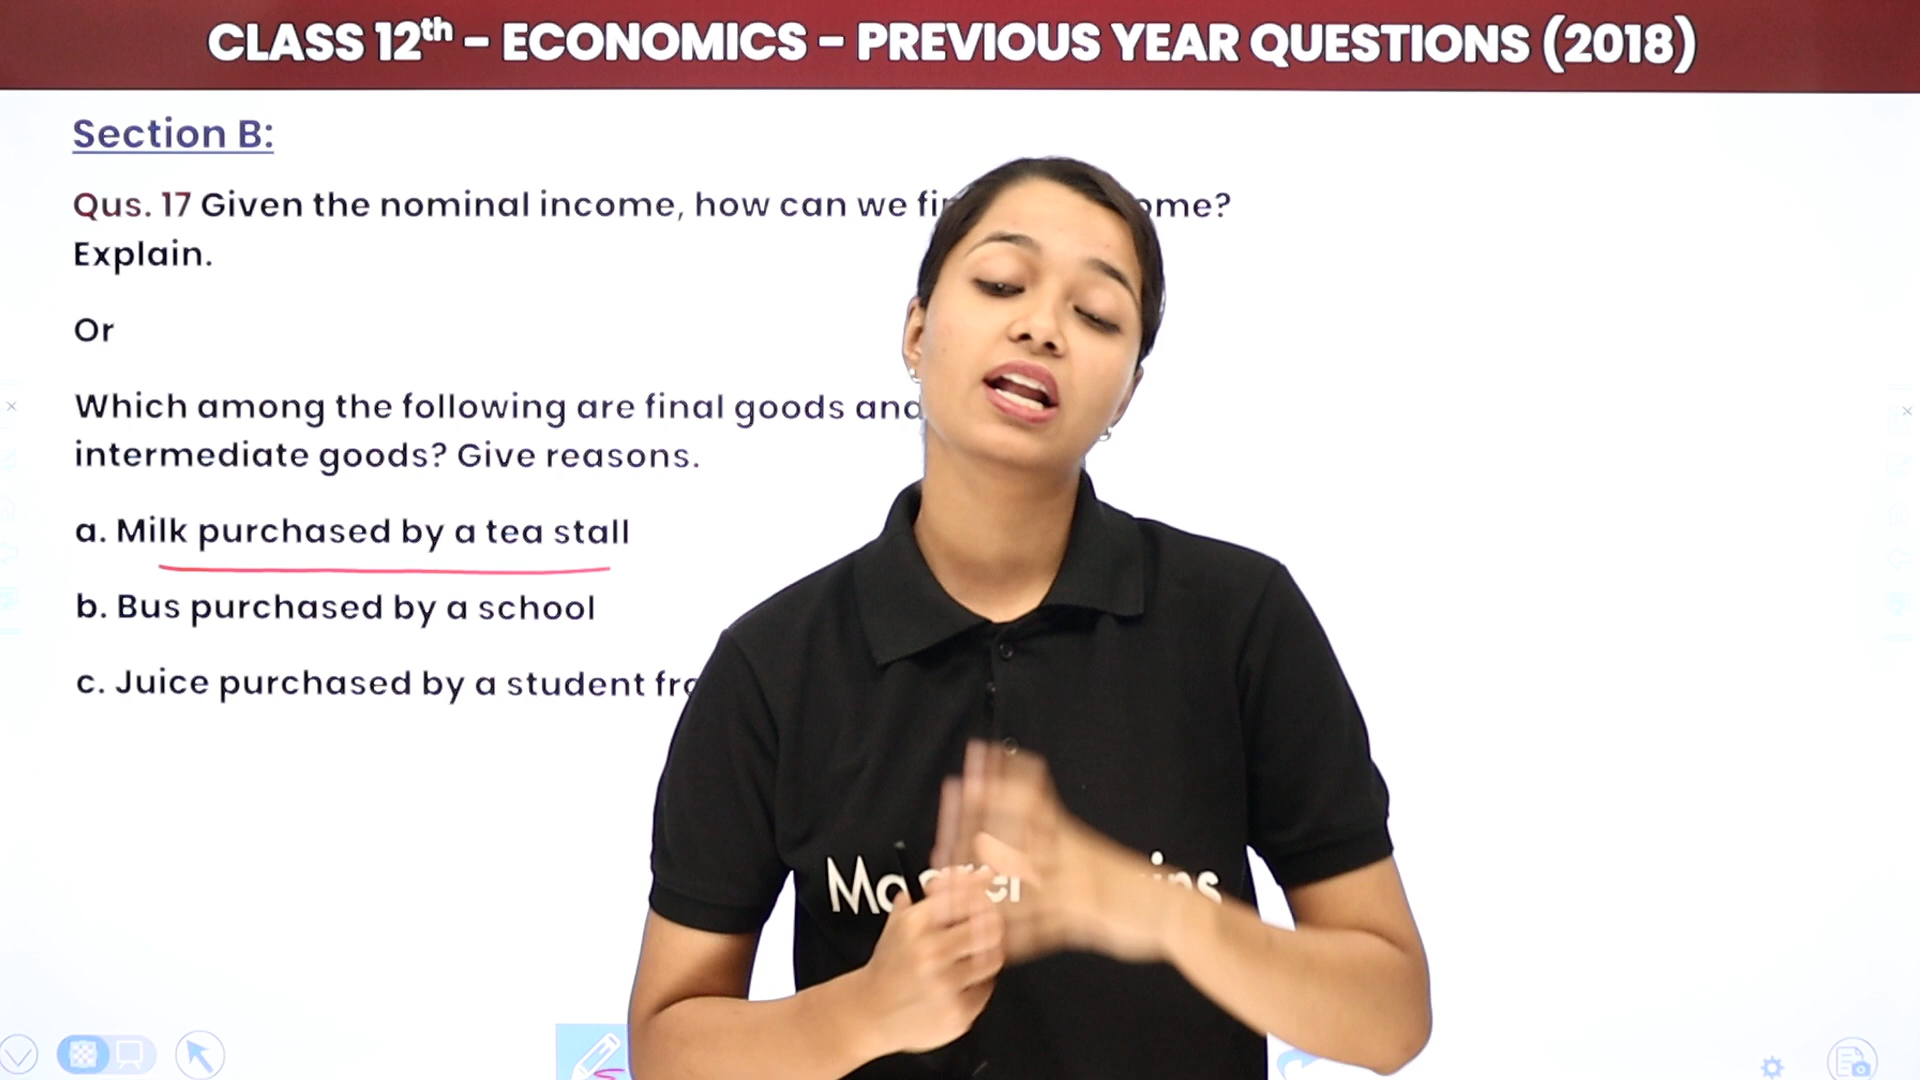 CLASS 12th - ECONOMICS - PREVIOUS YEAR QUESTIONS (2018)
Section B:
Qus. 17 Given the nominal income, how can we
Explain.
Or
Which among the following are final goods and
intermediate goods? Give reasons.
a. Milk purchased by a tea stall
b. Bus purchased by a school
c. Juice purchased by a student